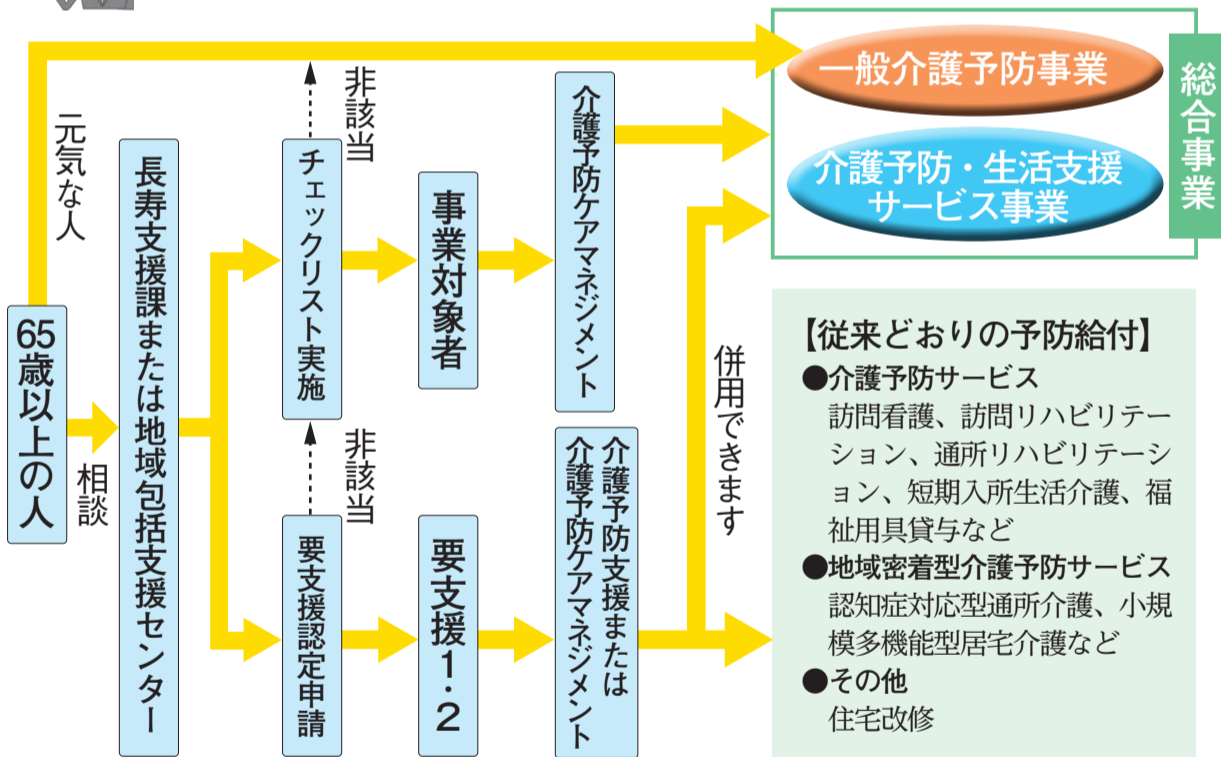 65歳以上の人
元気な人
相談
長寿支援課または地域包括支援センター
チェックリスト実施
非該当
事業対象者
介護予防ケアマネジメント
要支援認定申請
非該当
要支援1・2
介護予防支援または
介護予防ケアマネジメント
併用できます
総合事業
一般介護予防事業
介護予防・生活支援
サービス事業
【従来どおりの予防給付】
●介護予防サービス
訪問看護、訪問リハビリテー
ション、通所リハビリテーシ
ョン、短期入所生活介護、福
祉用具貸与など
●地域密着型介護予防サービス
認知症対応型通所介護、小規
模多機能型居宅介護など
●その他
住宅改修